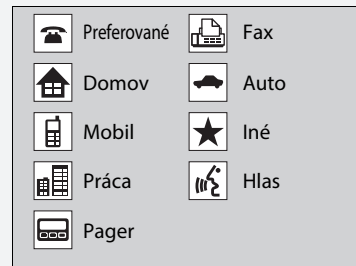 Preferované Fax
Domov Auto
Mobil Iné
Práca Hlas
Pager